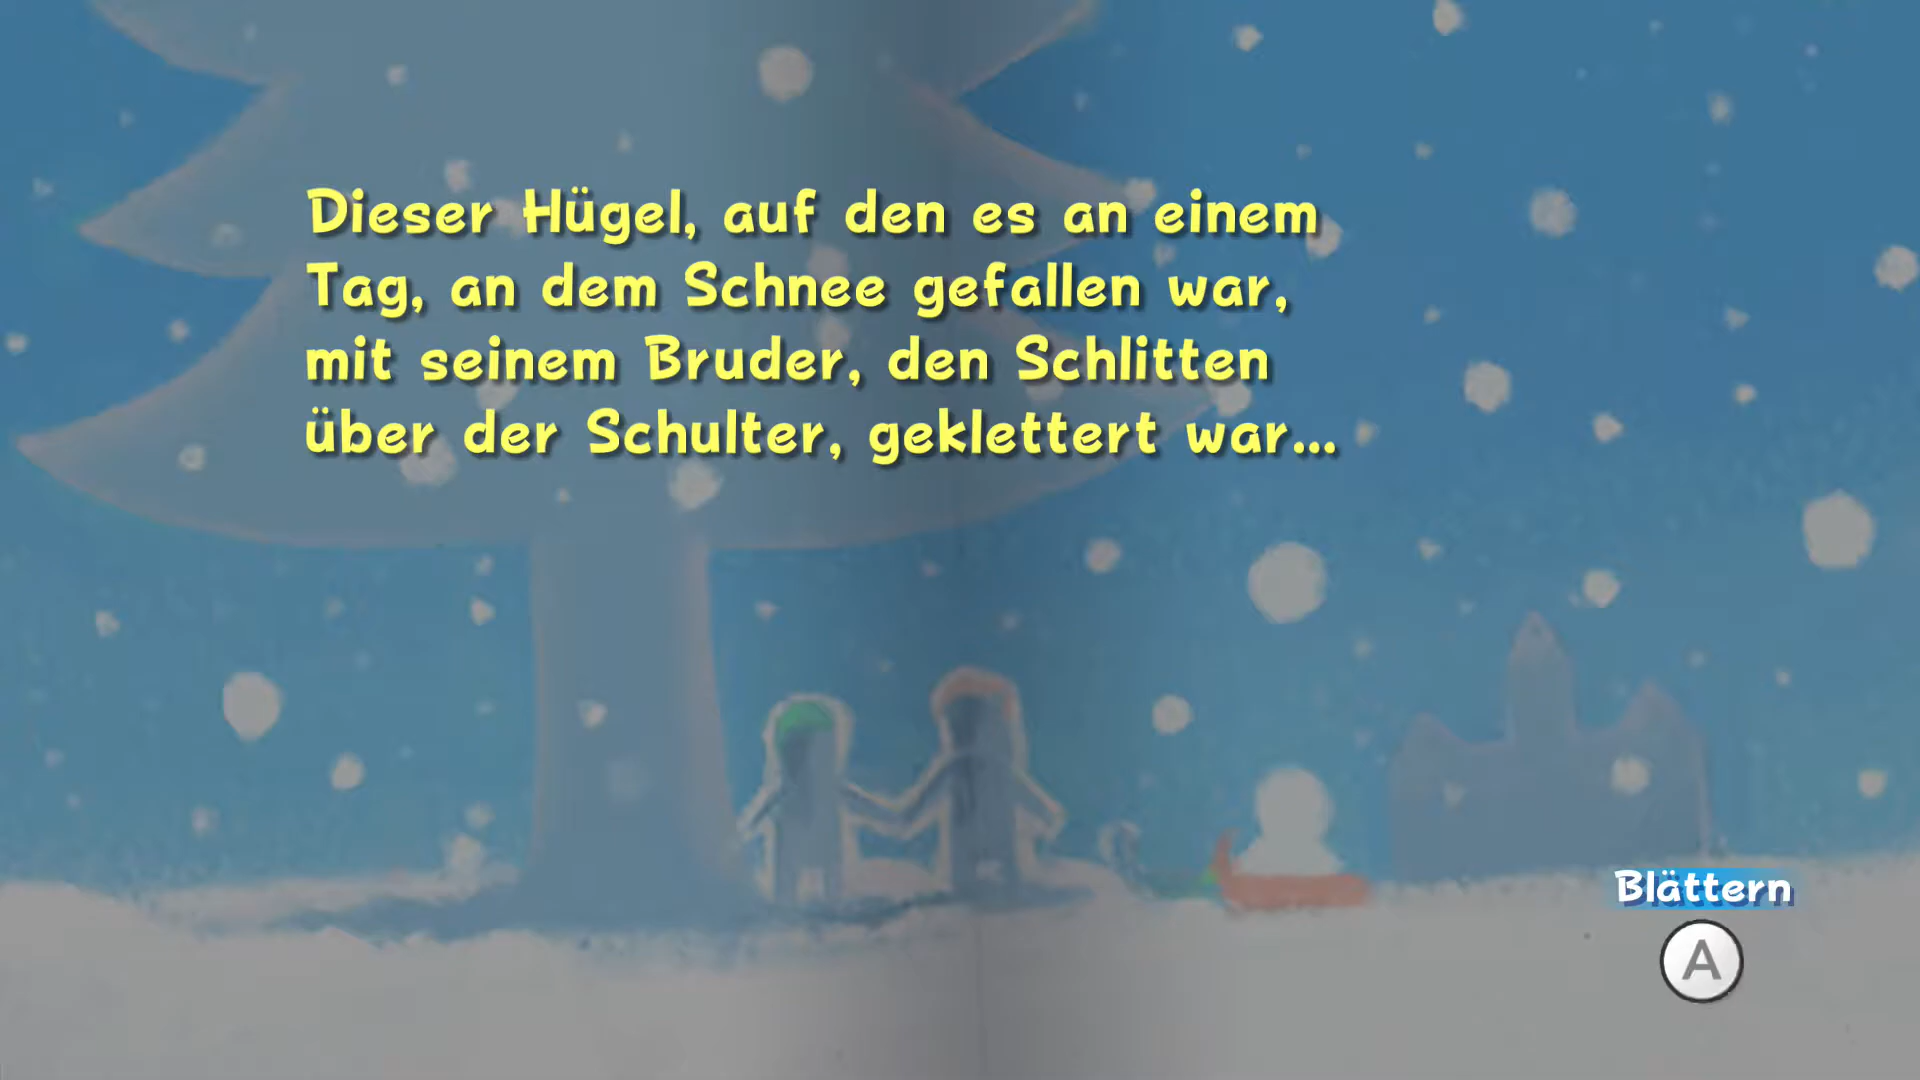 Dieser Hügel, auf den es an einem
Tag, an dem Schnee gefallen war,
mit seinem Bruder, den Schlitten
über der Schulter, geklettert war...
Blättern
A